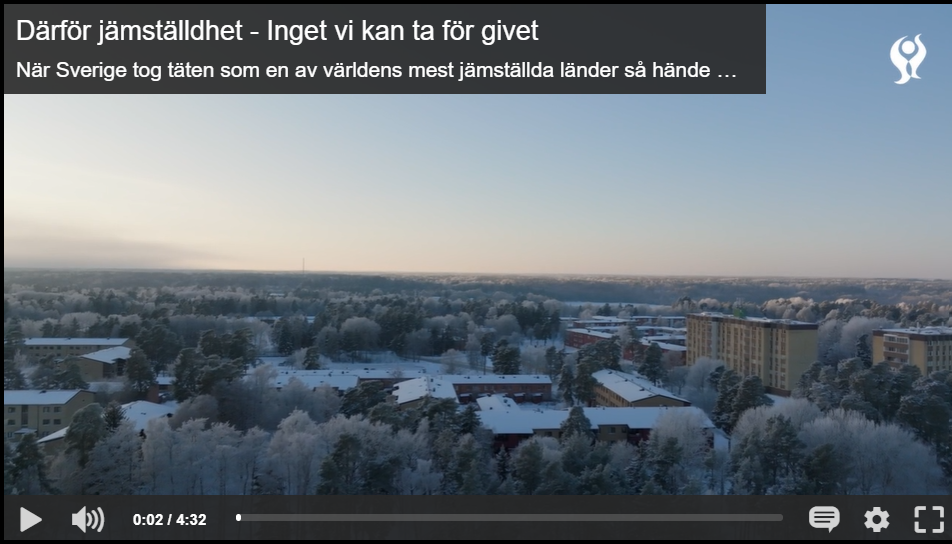 Därför jämställdhet - Inget vi kan ta för givet
När Sverige tog täten som en av världens mest jämställda länder så hände ...
0:02 / 4:32